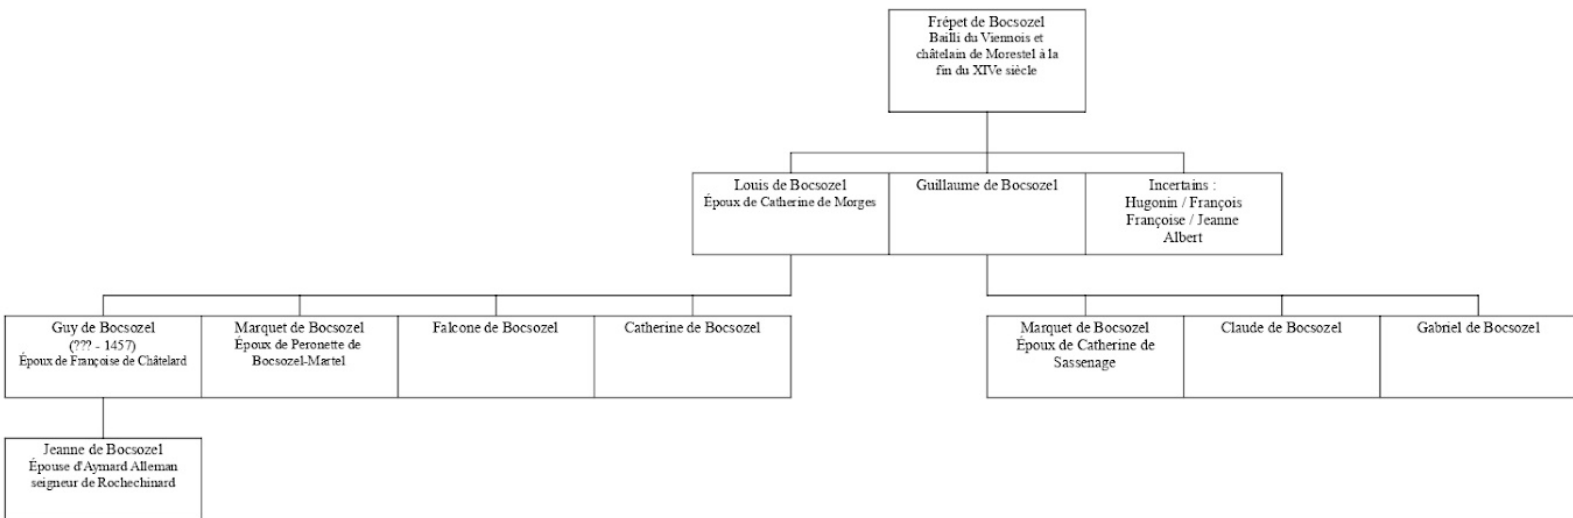 Frépet de Bocsozel
Bailli du Viennois et
châtelain de Morestel à la
fin du XIVe siècle
Louis de Bocsozel
Époux de Catherine de Morges
Guillaume de Bocsozel
Incertains :
Hugonin / François
Françoise / Jeanne
Albert
Guy de Bocsozel
(??? - 1457)
Époux de Françoise de Châtelard
Marquet de Bocsozel
Époux de Peronette de
Bocsozel-Martel
Falcone de Bocsozel
Catherine de Bocsozel
Marquet de Bocsozel
Époux de Catherine de
Sassenage
Claude de Bocsozel
Gabriel de Bocsozel
Jeanne de Bocsozel
Épouse d'Aymard Alleman
seigneur de Rochechinard